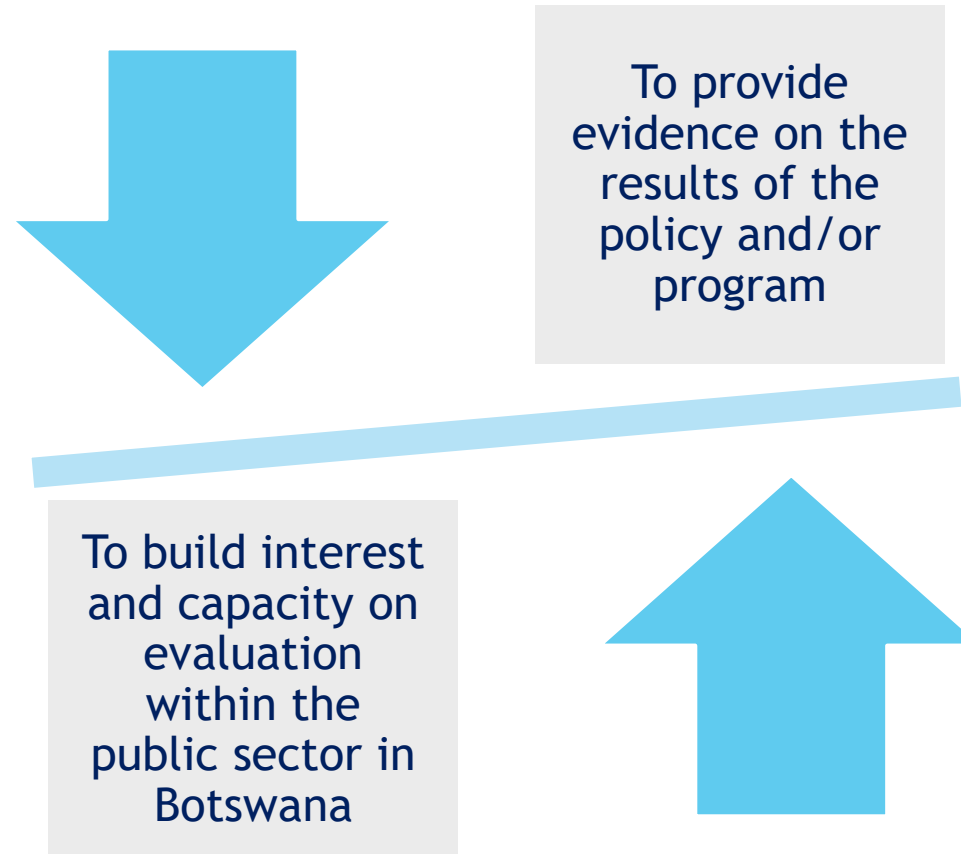 To provide
evidence on the
results of the
policy and/or
program
To build interest
and capacity on
evaluation
within the
public sector in
Botswana